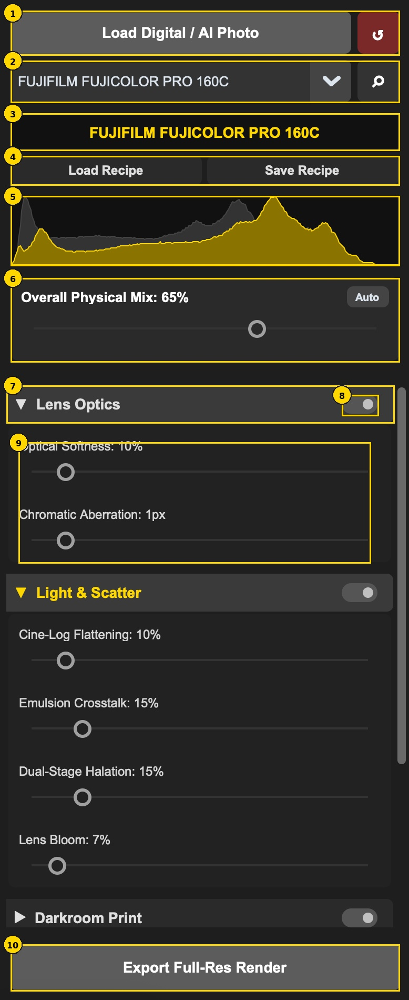 1
Load Digital / AI Photo
2
FUJIFILM FUJICOLOR PRO 160C
3
FUJIFILM FUJICOLOR PRO 160C
4
Load Recipe Save Recipe
5
6
Overall Physical Mix: 65% Auto
7
Lens Optics
8
9
Optical Softness: 10%
Chromatic Aberration: 1px
Light & Scatter
Cine-Log Flattening: 10%
Emulsion Crosstalk: 15%
Dual-Stage Halation: 15%
Lens Bloom: 7%
Darkroom Print
10
Export Full-Res Render